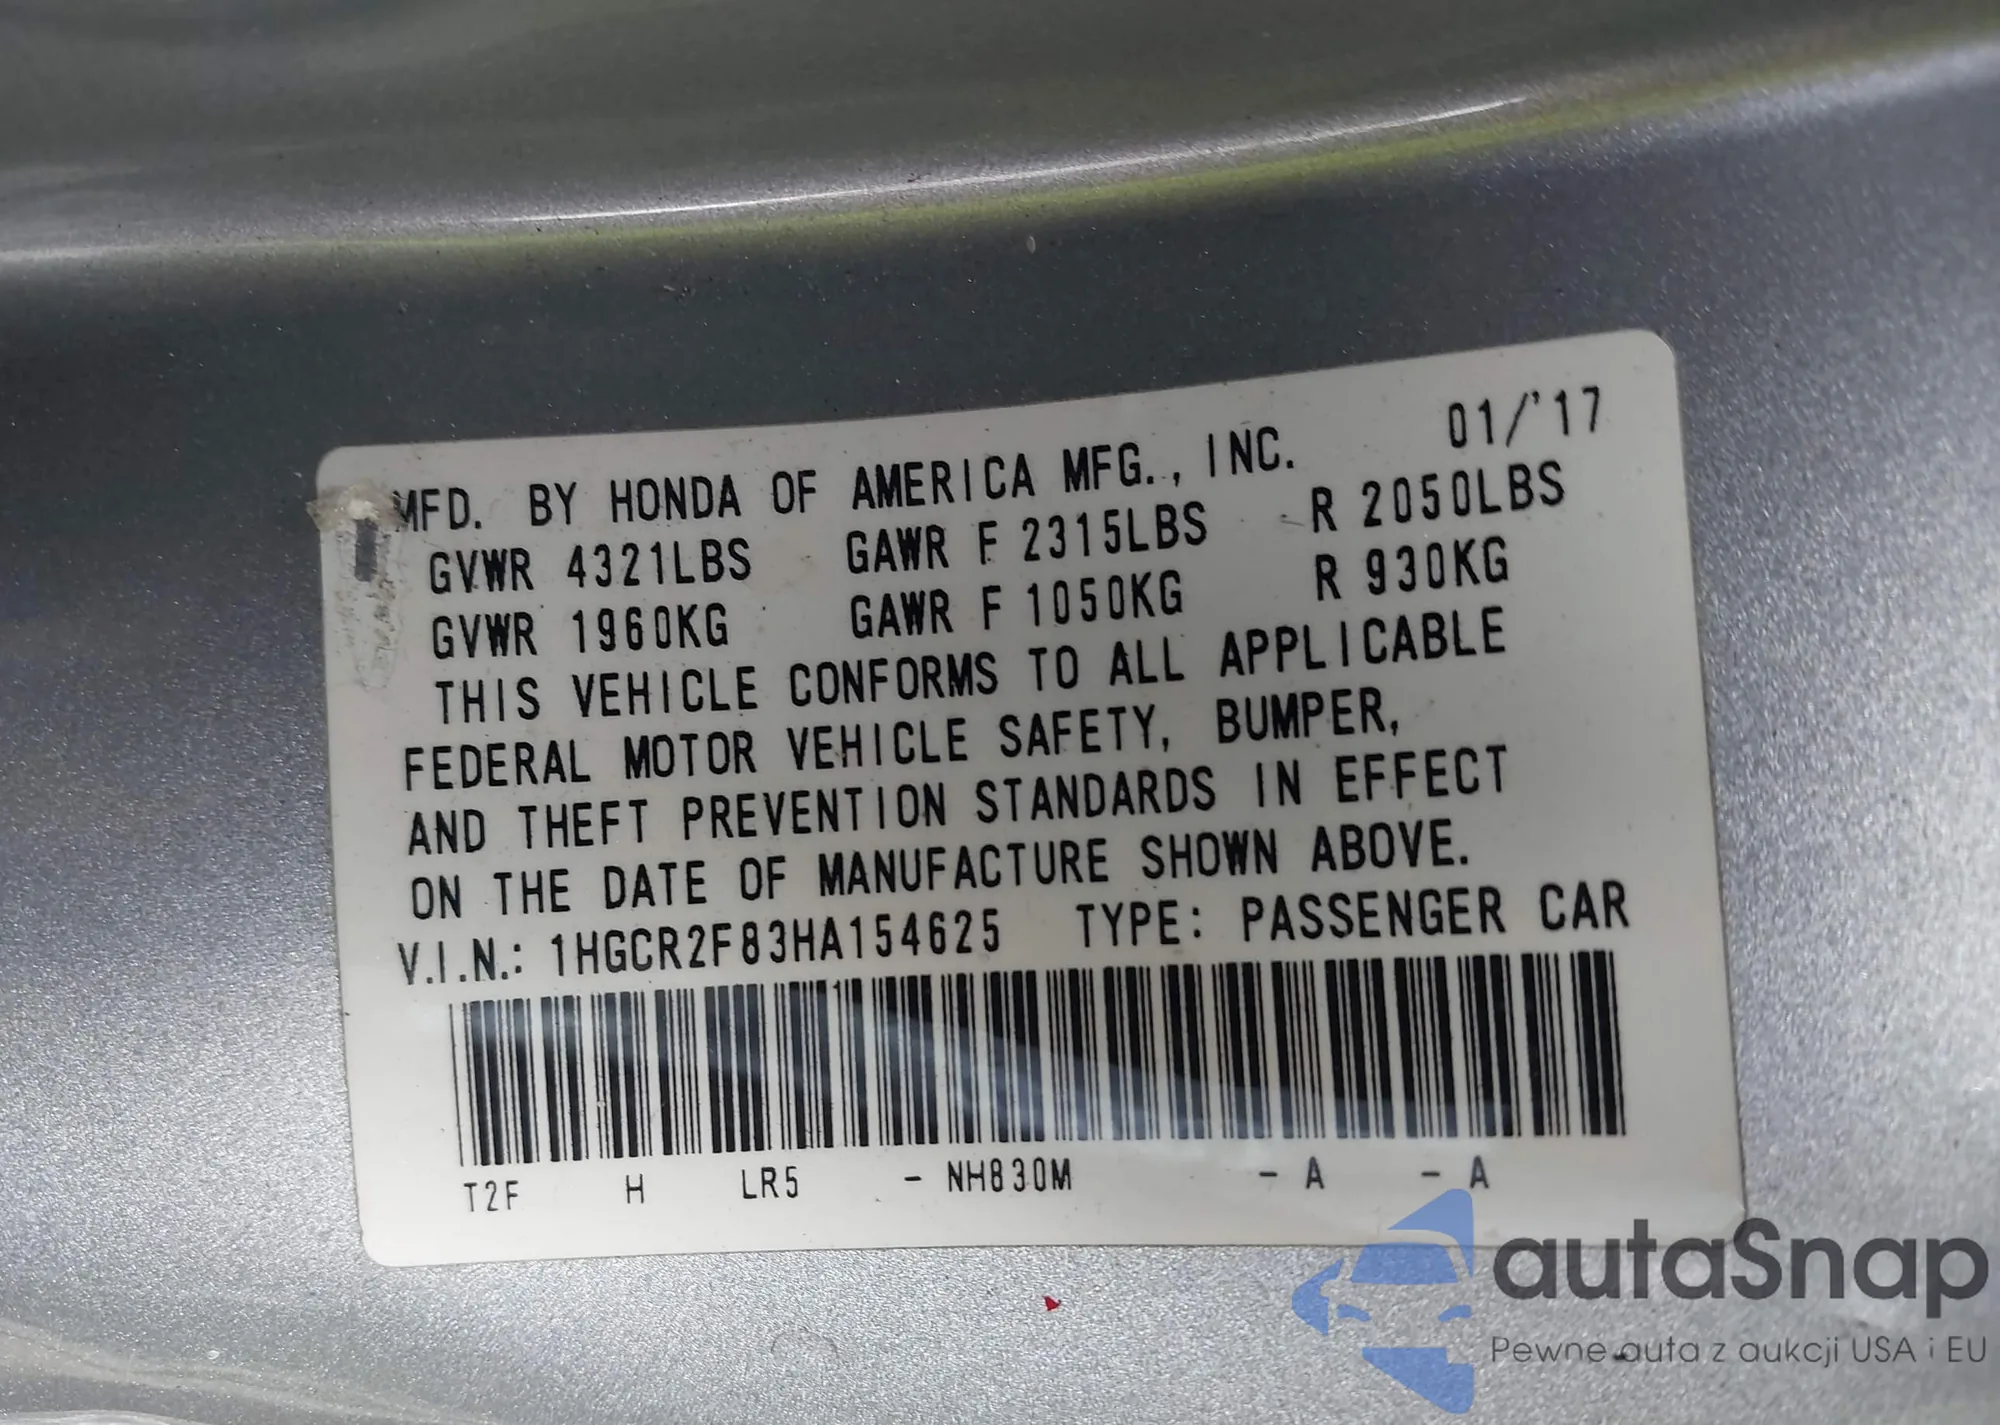 MFD. BY HONDA OF AMERICA MFG., INC. 01/'17
GVWR 4321LBS GAWR F 2315LBS R 2050LBS
GVWR 1960KG GAWR F 1050KG R 930KG
THIS VEHICLE CONFORMS TO ALL APPLICABLE
FEDERAL MOTOR VEHICLE SAFETY, BUMPER,
AND THEFT PREVENTION STANDARDS IN EFFECT
ON THE DATE OF MANUFACTURE SHOWN ABOVE.
V.I.N.: 1HGCR2F83HA154625 TYPE: PASSENGER CAR
T2F H LR5 - NH830M - A - A
autaSnap
Pewne auta z aukcji USA i EU